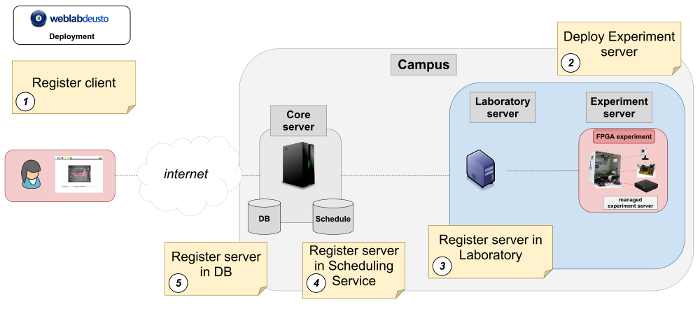 weblabdeusto
Deployment
Register client
1
Deploy Experiment
server
2
Campus
Core
server
Laboratory
server
Experiment
server
FPGA experiment
managed
experiment server
internet
DB
Schedule
Register server
in DB
5
Register server
in Scheduling
Service
4
Register server in
Laboratory
3